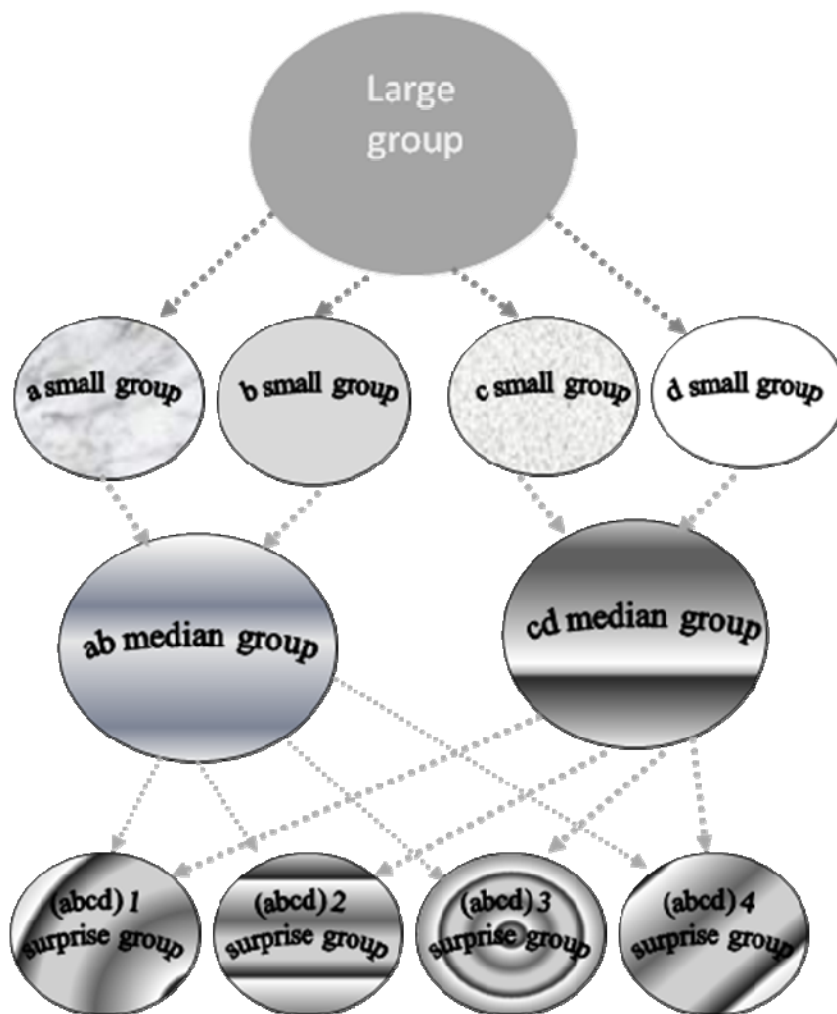 Large
group
a small group
b small group
c small group
d small group
ab median group
cd median group
(abcd) 1
surprise group
(abcd) 2
surprise group
(abcd) 3
surprise group
(abcd) 4
surprise group